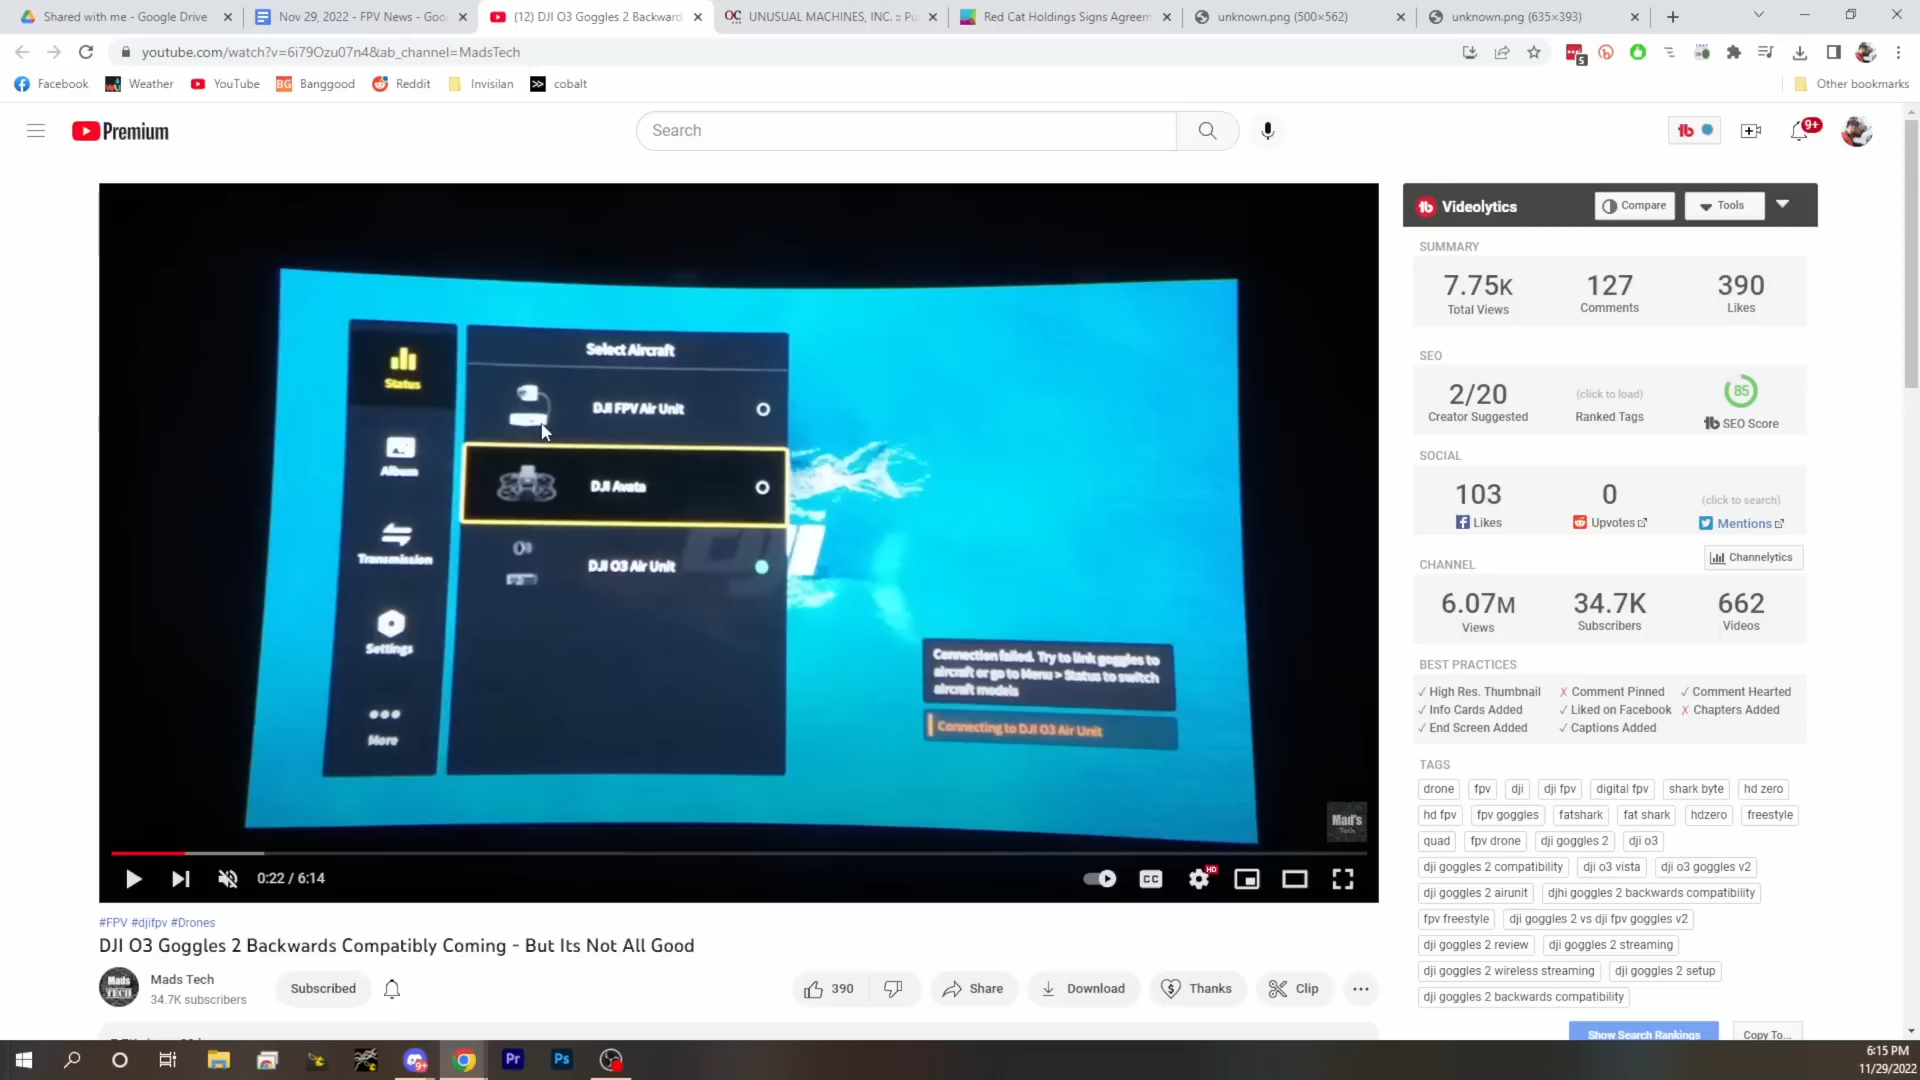 Shared with me - Google Drive
Nov 29, 2022 - FPV News - Goo
(12) DJI O3 Goggles 2 Backward
UNUSUAL MACHINES, INC. :: Pu
Red Cat Holdings Signs Agreem
unknown.png (500×562)
unknown.png (635×393)
youtube.com/watch?v=6i79Ozu07n4&ab_channel=MadsTech
5
Facebook
Weather
YouTube
BG Banggood
Reddit
Invisilan
cobalt
Other bookmarks
Premium
Search
9+
Select Aircraft
Status
DJI FPV Air Unit
Album
DJI Avata
Transmission
DJI O3 Air Unit
Settings
More
dji
Connection failed. Try to link goggles to
aircraft or go to Menu > Status to switch
aircraft models
Connecting to DJI O3 Air Unit
Mad's
Tech
0:22 / 6:14
CC
HD
#FPV #djifpv #Drones
DJI O3 Goggles 2 Backwards Compatibly Coming - But Its Not All Good
Mads Tech
34.7K subscribers
Subscribed
390
Share
Download
Thanks
Clip
Videolytics
Compare
Tools
SUMMARY
7.75K
Total Views
127
Comments
390
Likes
SEO
2/20
Creator Suggested
(click to load)
Ranked Tags
85
tb SEO Score
SOCIAL
103
Likes
0
Upvotes
(click to search)
Mentions
CHANNEL
Channelytics
6.07M
Views
34.7K
Subscribers
662
Videos
BEST PRACTICES
✓ High Res. Thumbnail
✗ Comment Pinned
✓ Comment Hearted
✓ Info Cards Added
✓ Liked on Facebook
✗ Chapters Added
✓ End Screen Added
✓ Captions Added
TAGS
drone fpv dji dji fpv digital fpv shark byte hd zero
hd fpv fpv goggles fatshark fat shark hdzero freestyle
quad fpv drone dji goggles 2 dji o3
dji goggles 2 compatibility dji o3 vista dji o3 goggles v2
dji goggles 2 airunit djhi goggles 2 backwards compatibility
fpv freestyle dji goggles 2 vs dji fpv goggles v2
dji goggles 2 review dji goggles 2 streaming
dji goggles 2 wireless streaming dji goggles 2 setup
dji goggles 2 backwards compatibility
Show Search Rankings
Copy To...
Pr
Ps
6:15 PM
11/29/2022